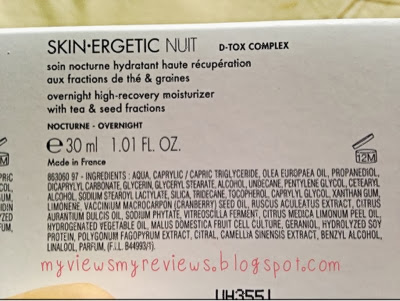 SKIN•ERGETIC NUIT D-TOX COMPLEX
soin nocturne hydratant haute récupération
aux fractions de thé & graines
overnight high-recovery moisturizer
with tea & seed fractions
NOCTURNE - OVERNIGHT
e 30 ml 1.01 FL. OZ.
Made in France
12M
863060 97 - INGREDIENTS : AQUA, CAPRYLIC / CAPRIC TRIGLYCERIDE, OLEA EUROPAEA OIL, PROPANEDIOL,
DICAPRYLYL CARBONATE, GLYCERIN, GLYCERYL STEARATE, ALCOHOL, UNDECANE, PENTYLENE GLYCOL, CETEARYL
ALCOHOL, SODIUM STEAROYL LACTYLATE, SILICA, TRIDECANE, TOCOPHEROL, CAPRYLYL GLYCOL, XANTHAN GUM,
LIMONENE, VACCINIUM MACROCARPON (CRANBERRY) SEED OIL, RUSCUS ACULEATUS EXTRACT, CITRUS
AURANTIUM DULCIS OIL, SODIUM PHYTATE, VITREOSCILLA FERMENT, CITRUS MEDICA LIMONUM PEEL OIL,
HYDROGENATED VEGETABLE OIL, MALUS DOMESTICA FRUIT CELL CULTURE, GERANIOL, HYDROLYZED SOY
PROTEIN, POLYGONUM FAGOPYRUM EXTRACT, CITRAL, CAMELLIA SINENSIS EXTRACT, BENZYL ALCOHOL,
LINALOOL, PARFUM, (F.I.L. B44993/1).
myviewsmyreviews.blogspot.com
UH355L